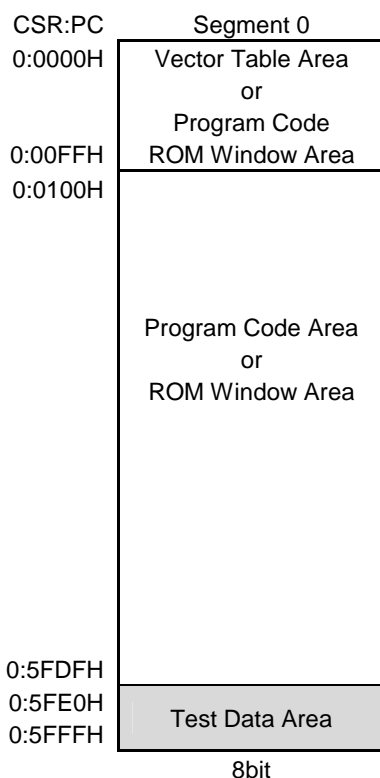 CSR:PC Segment 0
0:0000H Vector Table Area
or
Program Code
0:00FFH ROM Window Area
0:0100H
Program Code Area
or
ROM Window Area
0:5FDFH
0:5FE0H
Test Data Area
0:5FFFH
8bit